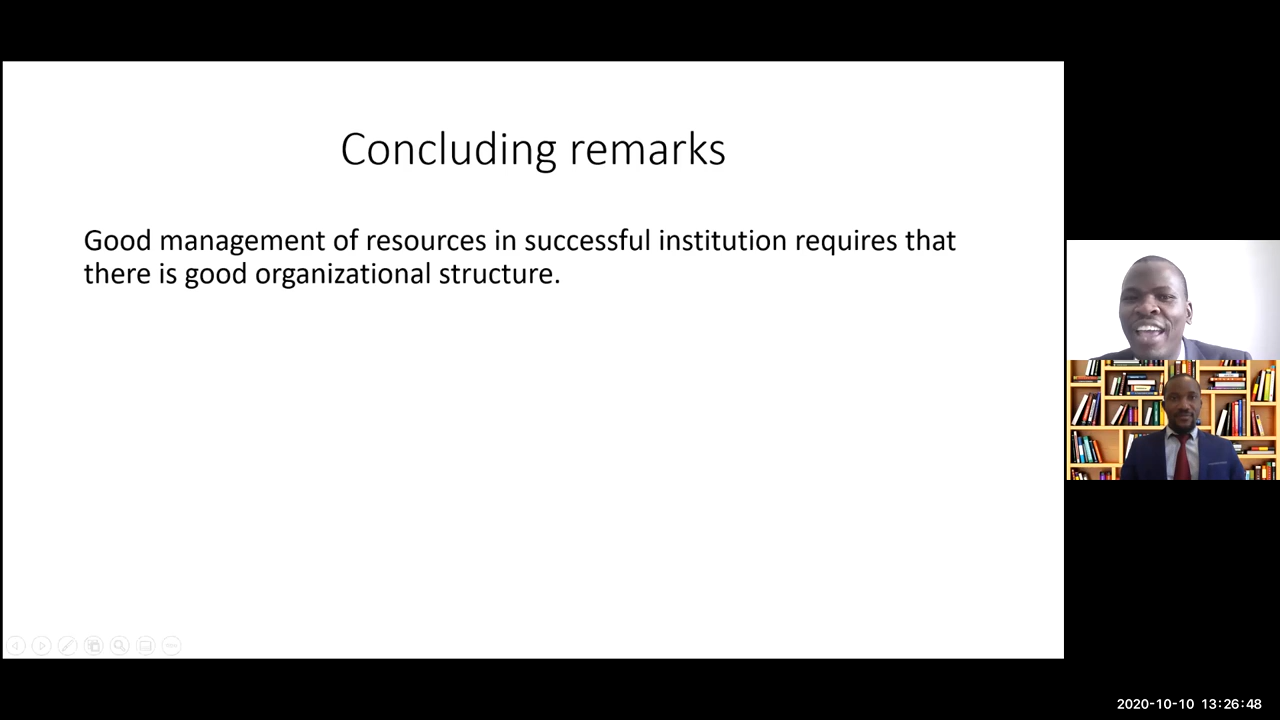 Concluding remarks
Good management of resources in successful institution requires that
there is good organizational structure.
2020-10-10 13:26:48